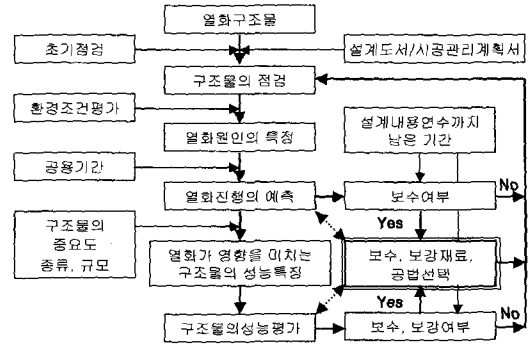 열화구조물
초기점검
설계도서/시공관리계획서
구조물의 점검
환경조건평가
열화원인의 특정
설계내용연수까지
남은 기간
공용기간
열화진행의 예측
보수여부
No
Yes
구조물의
중요도
종류, 규모
열화가 영향을 미치는
구조물의 성능특징
보수, 보강재료,
공법선택
Yes
No
구조물의성능평가
보수, 보강여부